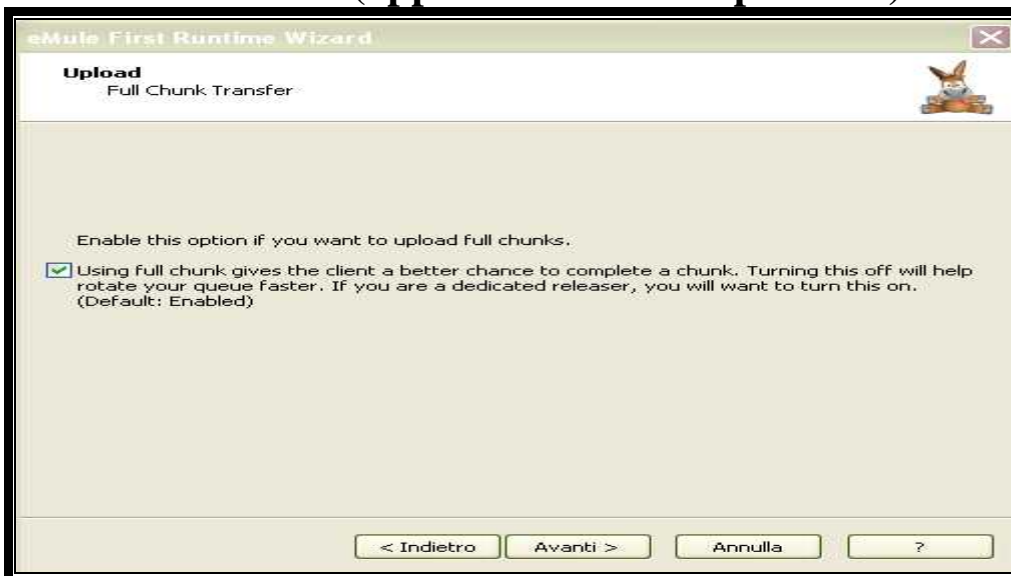 eMule First Runtime Wizard
Upload
Full Chunk Transfer
Enable this option if you want to upload full chunks.
Using full chunk gives the client a better chance to complete a chunk. Turning this off will help
rotate your queue faster. If you are a dedicated releaser, you will want to turn this on.
(Default: Enabled)
< Indietro
Avanti >
Annulla
?